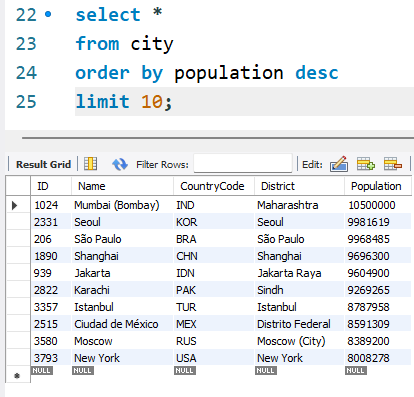 22 select *
23 from city
24 order by population desc
25 limit 10;
Result Grid Filter Rows: Edit:
ID Name CountryCode District Population
1024 Mumbai (Bombay) IND Maharashtra 10500000
2331 Seoul KOR Seoul 9981619
206 São Paulo BRA São Paulo 9968485
1890 Shanghai CHN Shanghai 9696300
939 Jakarta IDN Jakarta Raya 9604900
2822 Karachi PAK Sindh 9269265
3357 Istanbul TUR Istanbul 8787958
2515 Ciudad de México MEX Distrito Federal 8591309
3580 Moscow RUS Moscow (City) 8389200
3793 New York USA New York 8008278
NULL NULL NULL NULL NULL